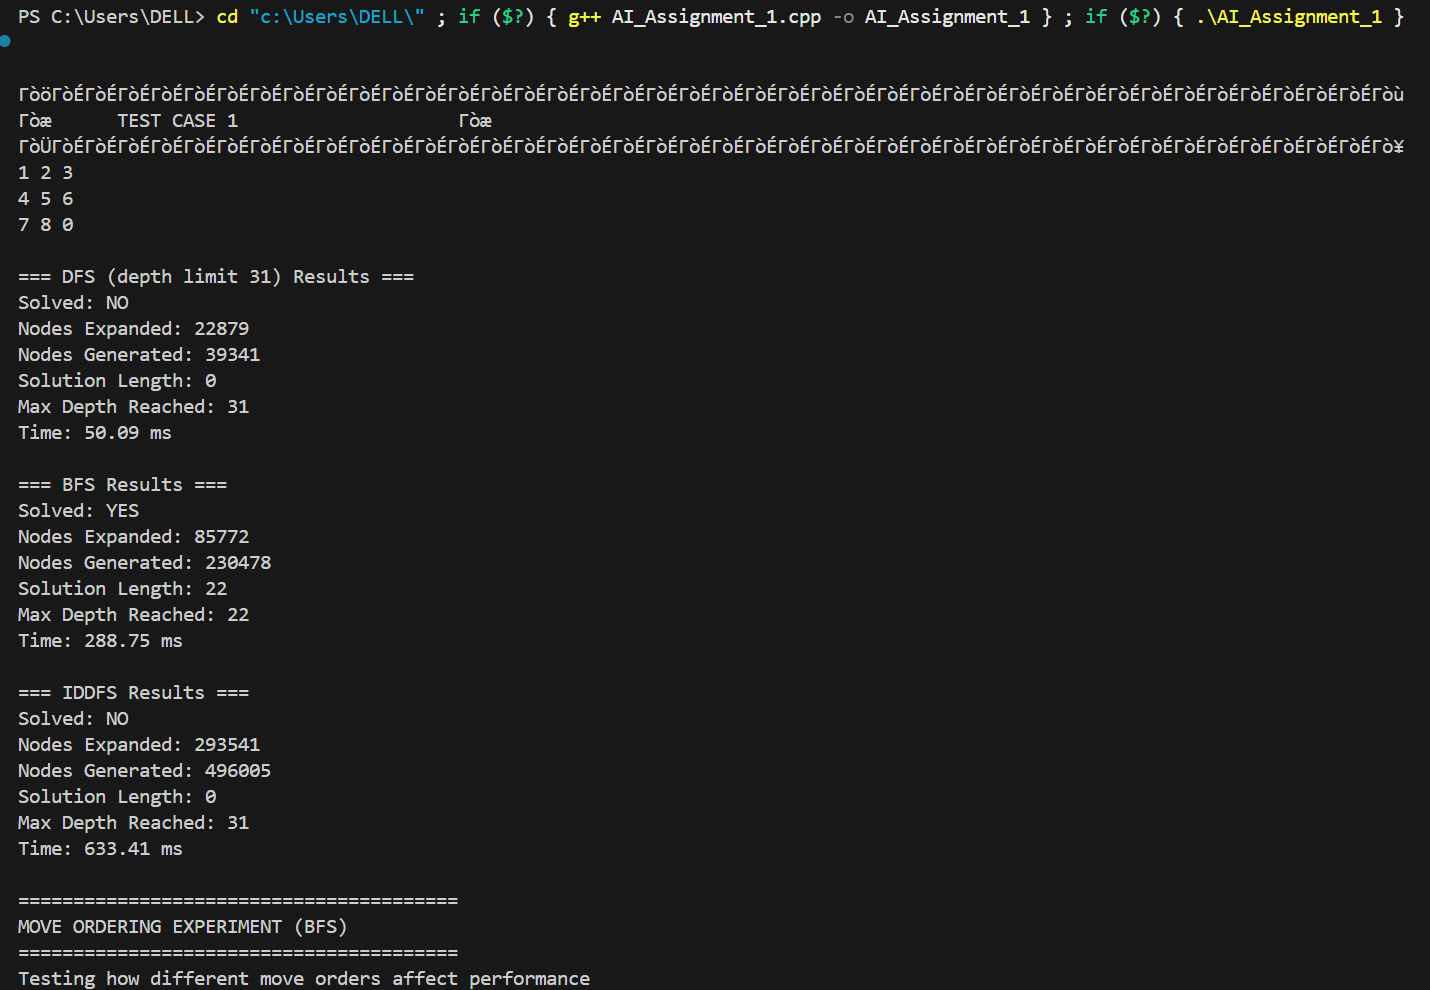 PS C:\Users\DELL> cd "c:\Users\DELL\" ; if ($?) { g++ AI_Assignment_1.cpp -o AI_Assignment_1 } ; if ($?) { .\AI_Assignment_1 }
ΓòöΓòÉΓòÉΓòÉΓòÉΓòÉΓòÉΓòÉΓòÉΓòÉΓòÉΓòÉΓòÉΓòÉΓòÉΓòÉΓòÉΓòÉΓòÉΓòÉΓòÉΓòÉΓòÉΓòÉΓòÉΓòÉΓòÉΓòÉΓòÉΓòÉΓòÉΓòÉΓòÉΓòÉΓòÉΓòÉΓòÉΓòÉΓòÉΓòÉΓòÉΓòù
Γòæ      TEST CASE 1                    Γòæ
ΓòÜΓòÉΓòÉΓòÉΓòÉΓòÉΓòÉΓòÉΓòÉΓòÉΓòÉΓòÉΓòÉΓòÉΓòÉΓòÉΓòÉΓòÉΓòÉΓòÉΓòÉΓòÉΓòÉΓòÉΓòÉΓòÉΓòÉΓòÉΓòÉΓòÉΓòÉΓòÉΓòÉΓòÉΓòÉΓòÉΓòÉΓòÉΓòÉΓòÉΓòÉΓò¥
1 2 3
4 5 6
7 8 0
=== DFS (depth limit 31) Results ===
Solved: NO
Nodes Expanded: 22879
Nodes Generated: 39341
Solution Length: 0
Max Depth Reached: 31
Time: 50.09 ms
=== BFS Results ===
Solved: YES
Nodes Expanded: 85772
Nodes Generated: 230478
Solution Length: 22
Max Depth Reached: 22
Time: 288.75 ms
=== IDDFS Results ===
Solved: NO
Nodes Expanded: 293541
Nodes Generated: 496005
Solution Length: 0
Max Depth Reached: 31
Time: 633.41 ms
========================================
MOVE ORDERING EXPERIMENT (BFS)
========================================
Testing how different move orders affect performance